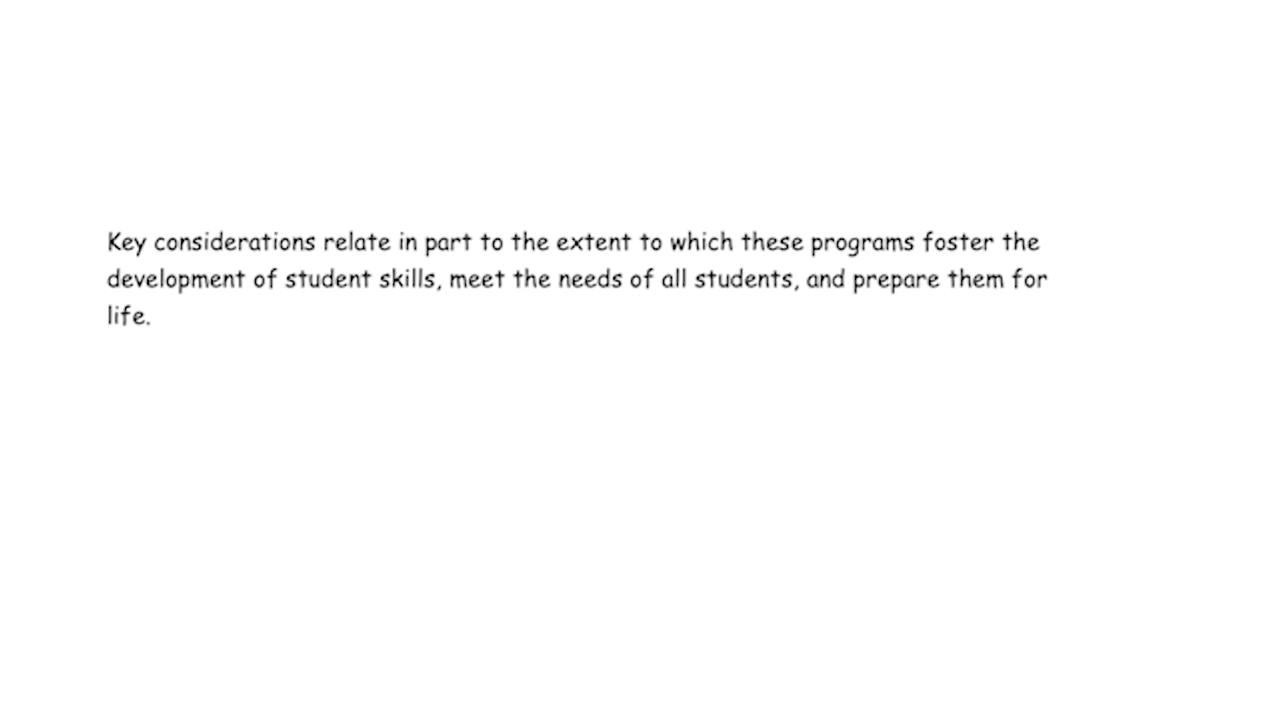 Key considerations relate in part to the extent to which these programs foster the
development of student skills, meet the needs of all students, and prepare them for
life.